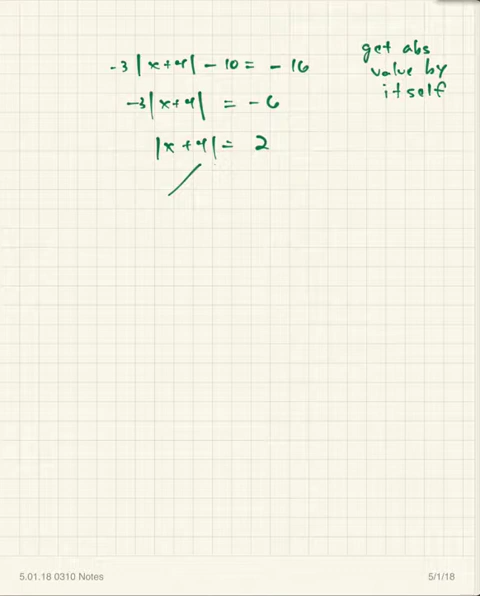 -3|x+4| - 10 = -16
-3|x+4| = -6
|x+4| = 2
get abs
value by
itself
5.01.18 0310 Notes
5/1/18